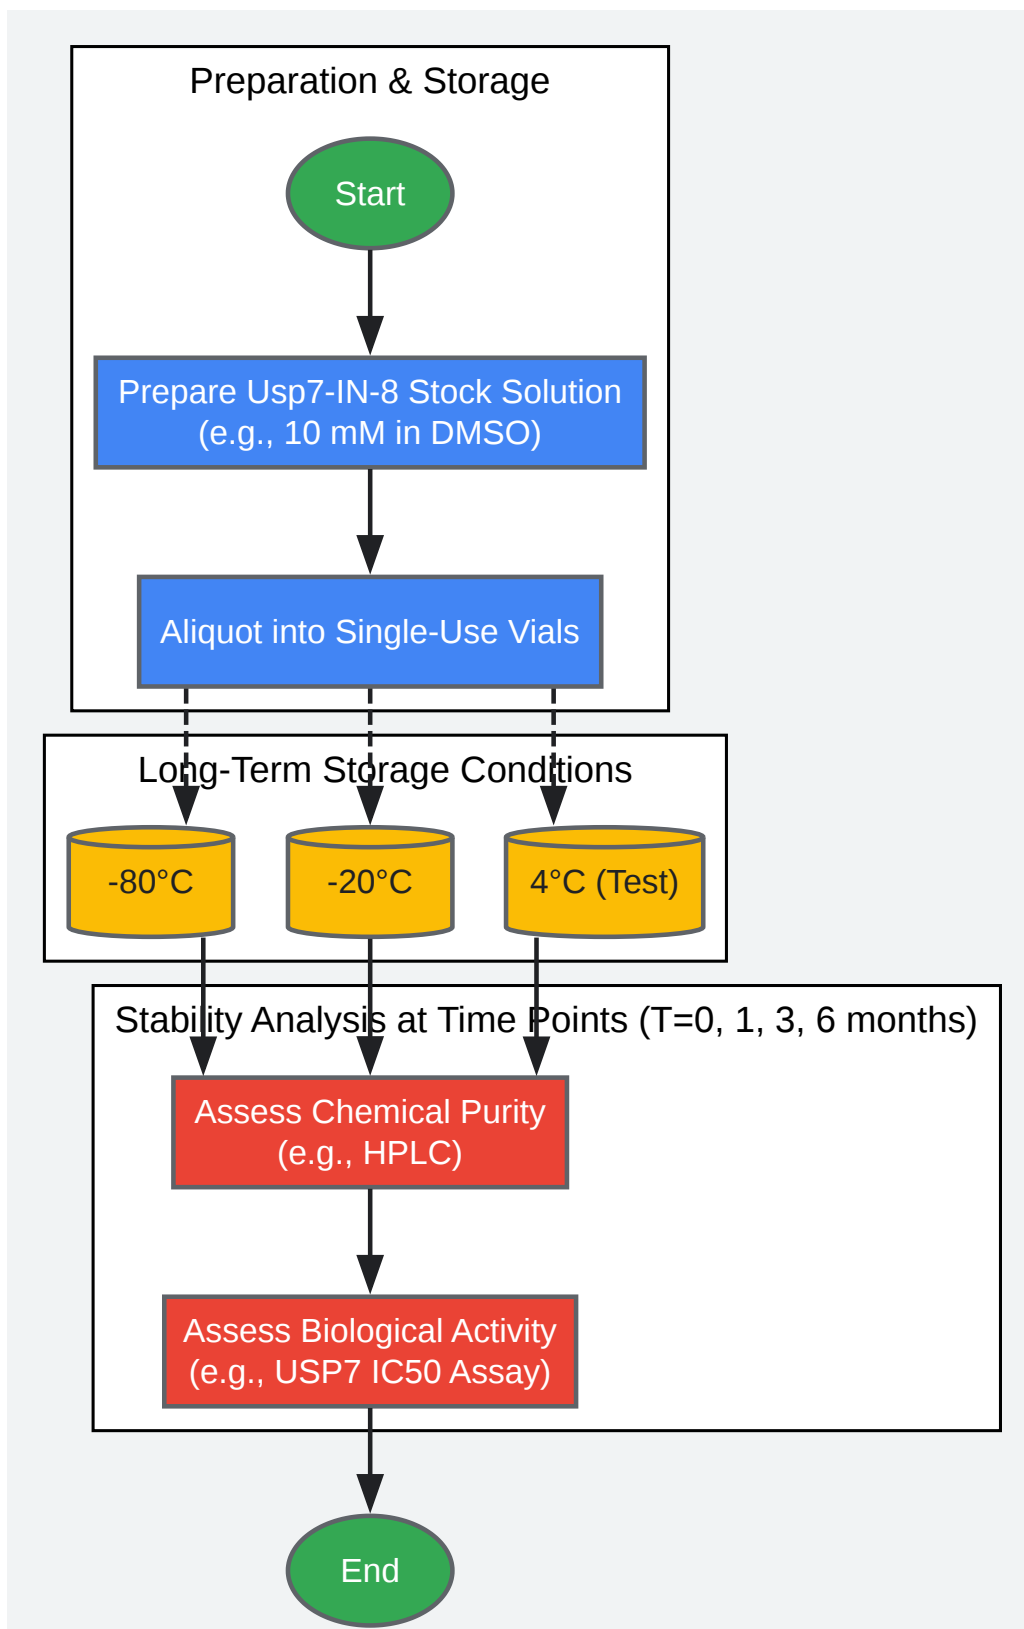 Preparation & Storage
Start
Prepare Usp7-IN-8 Stock Solution
(e.g., 10 mM in DMSO)
Aliquot into Single-Use Vials
Long-Term Storage Conditions
-80°C
-20°C
4°C (Test)
Stability Analysis at Time Points (T=0, 1, 3, 6 months)
Assess Chemical Purity
(e.g., HPLC)
Assess Biological Activity
(e.g., USP7 IC50 Assay)
End